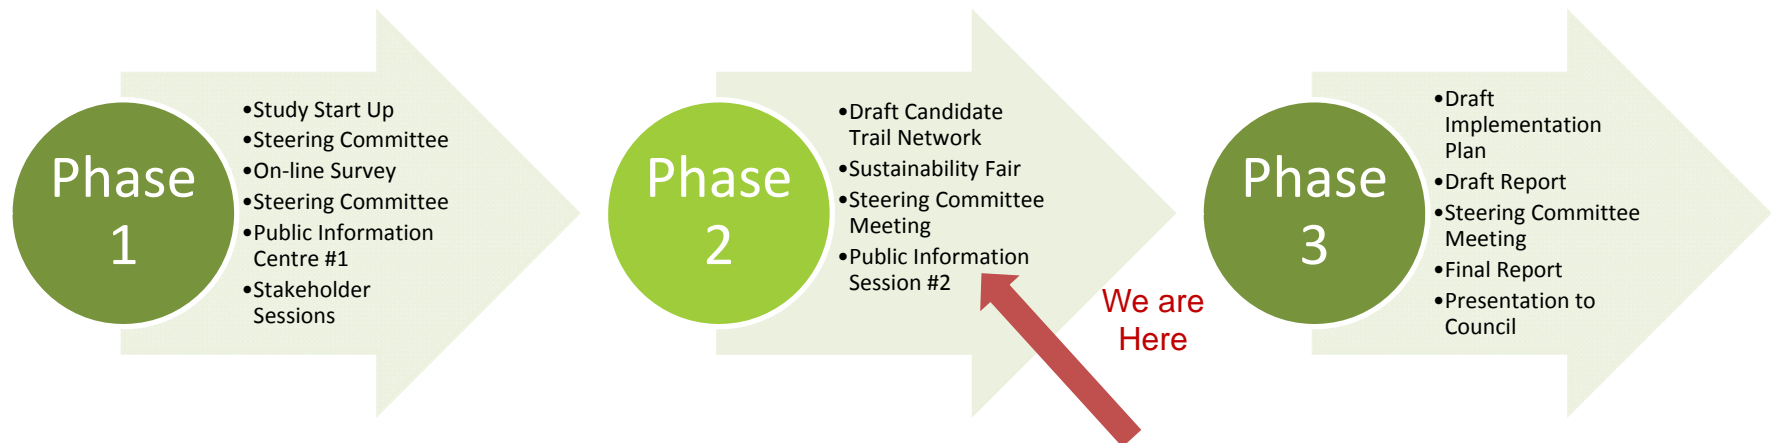 Phase
1
•Study Start Up
•Steering Committee
•On-line Survey
•Steering Committee
•Public Information
Centre #1
•Stakeholder
Sessions
Phase
2
•Draft Candidate
Trail Network
•Sustainability Fair
•Steering Committee
Meeting
•Public Information
Session #2
We are
Here
Phase
3
•Draft
Implementation
Plan
•Draft Report
•Steering Committee
Meeting
•Final Report
•Presentation to
Council